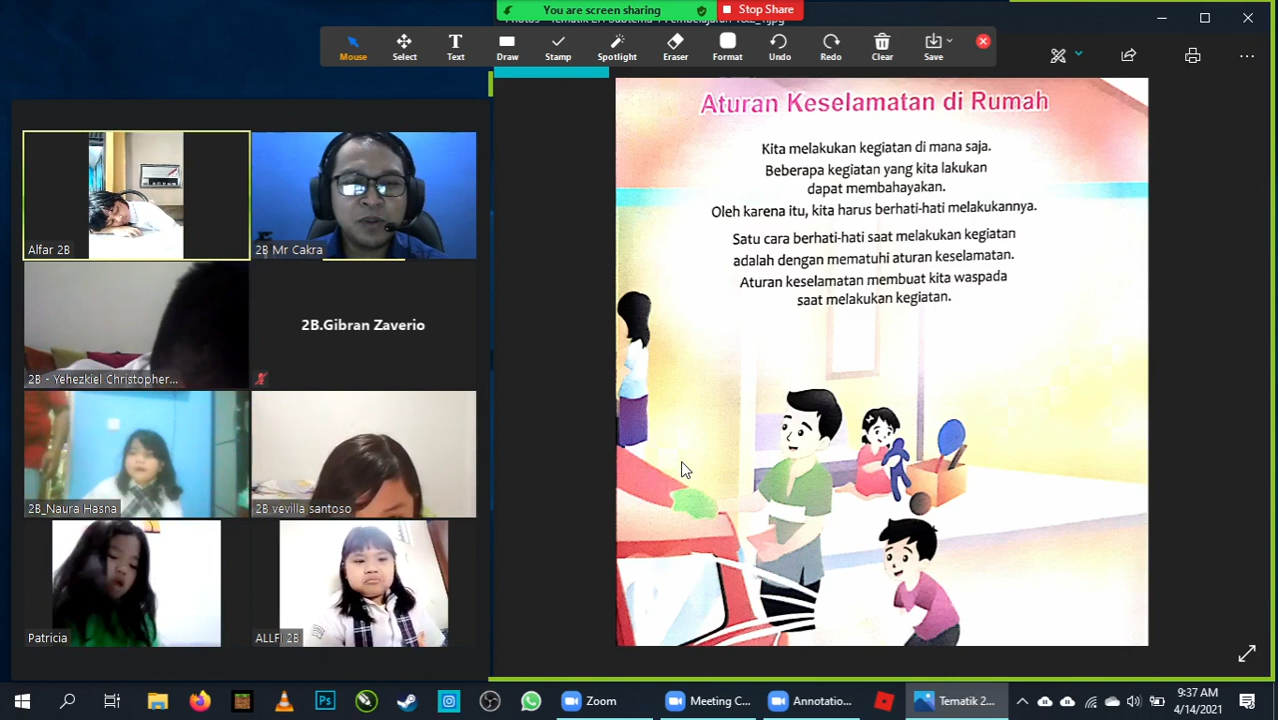 You are screen sharing
Stop Share
Mouse
Select
Text
Draw
Stamp
Spotlight
Eraser
Format
Undo
Redo
Clear
Save
Aturan Keselamatan di Rumah
Kita melakukan kegiatan di mana saja.
Beberapa kegiatan yang kita lakukan
dapat membahayakan.
Oleh karena itu, kita harus berhati-hati melakukannya.
Satu cara berhati-hati saat melakukan kegiatan
adalah dengan mematuhi aturan keselamatan.
Aturan keselamatan membuat kita waspada
saat melakukan kegiatan.
Alfar 2B
2B Mr Cakra
2B - Yehezkiel Christopher...
2B.Gibran Zaverio
2B_Naura Hasna
2B vevilla santoso
Patricia
ALLFI 2B
Ps
Zoom
Meeting C...
Annotatio...
Tematik 2...
9:37 AM
4/14/2021